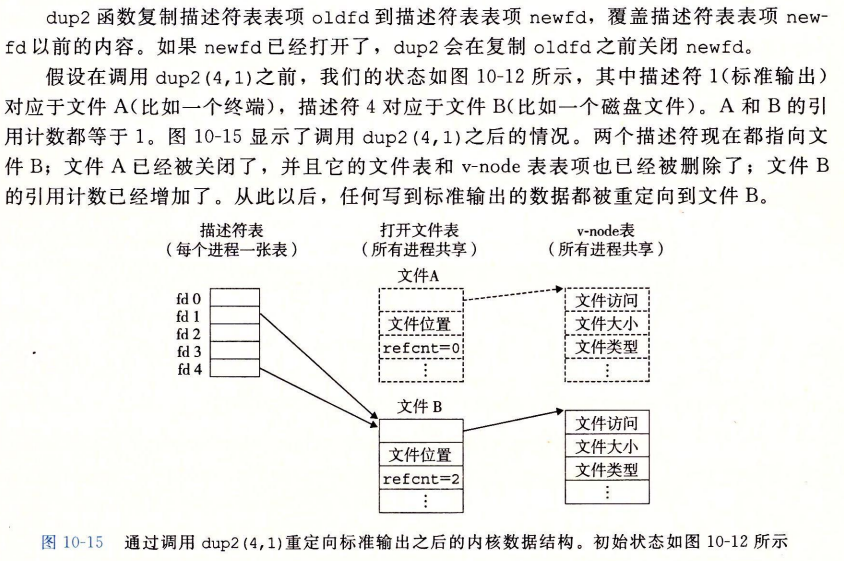 dup2 函数复制描述符表表项 oldfd 到描述符表表项 newfd，覆盖描述符表表项 new-
fd 以前的内容。如果 newfd 已经打开了，dup2 会在复制 oldfd 之前关闭 newfd。
假设在调用 dup2(4,1)之前，我们的状态如图 10-12 所示，其中描述符 1(标准输出)
对应于文件 A(比如一个终端)，描述符 4 对应于文件 B(比如一个磁盘文件)。A 和 B 的引
用计数都等于 1。图 10-15 显示了调用 dup2(4,1)之后的情况。两个描述符现在都指向文
件 B；文件 A 已经被关闭了，并且它的文件表和 v-node 表表项也已经被删除了；文件 B
的引用计数已经增加了。从此以后，任何写到标准输出的数据都被重定向到文件 B。
描述符表
（每个进程一张表）
打开文件表
（所有进程共享）
v-node表
（所有进程共享）
文件A
fd 0
fd 1
fd 2
fd 3
fd 4
文件位置
refcnt=0
⋮
文件访问
文件大小
文件类型
⋮
文件 B
文件位置
refcnt=2
⋮
文件访问
文件大小
文件类型
⋮
图 10-15 通过调用 dup2(4,1)重定向标准输出之后的内核数据结构。初始状态如图 10-12 所示